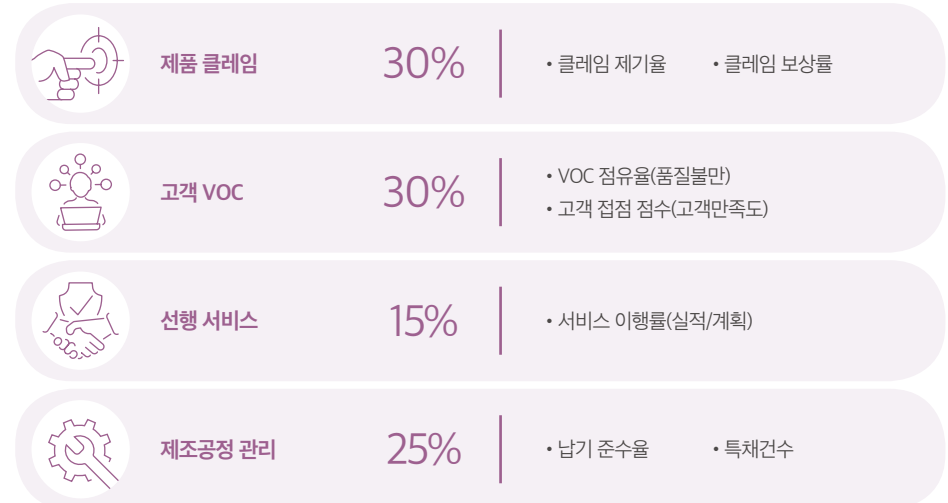 제품 클레임 30% • 클레임 제기율 • 클레임 보상률
고객 VOC 30% • VOC 점유율(품질불만)
• 고객 접점 점수(고객만족도)
선행 서비스 15% • 서비스 이행률(실적/계획)
제조공정 관리 25% • 납기 준수율 • 특채건수